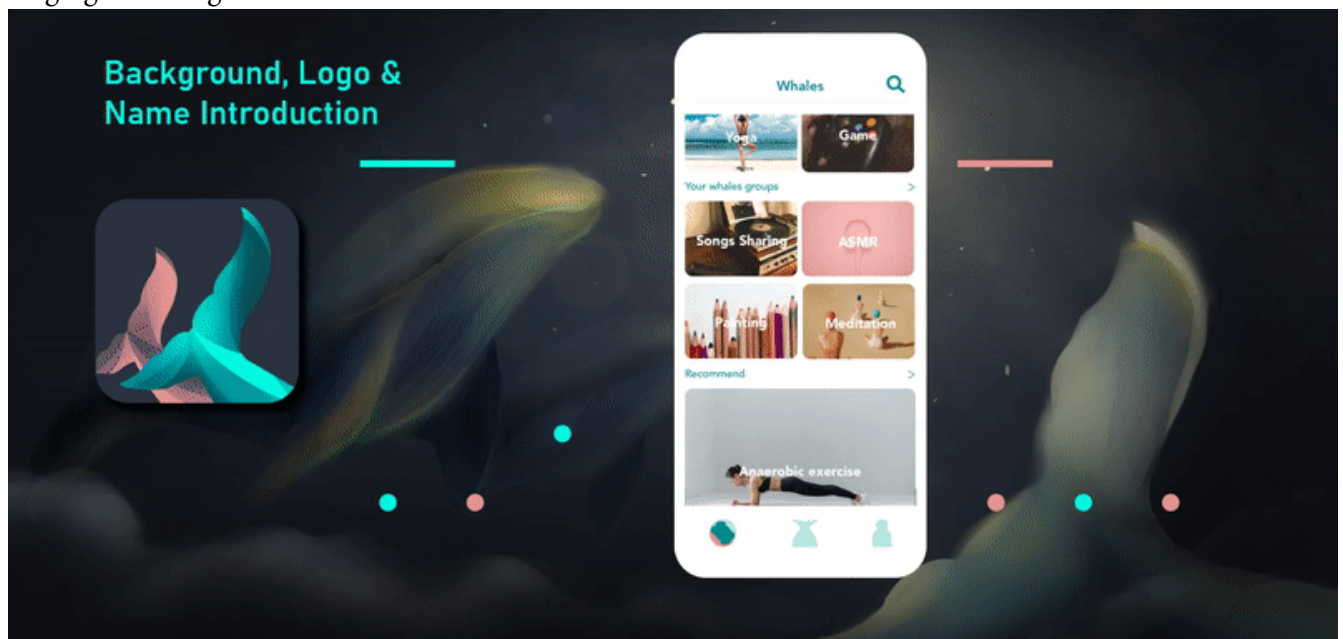 Background, Logo &
Name Introduction
Whales
Yoga
Game
Your whales groups >
Songs Sharing
ASMR
Painting
Meditation
Recommend >
Anaerobic exercise